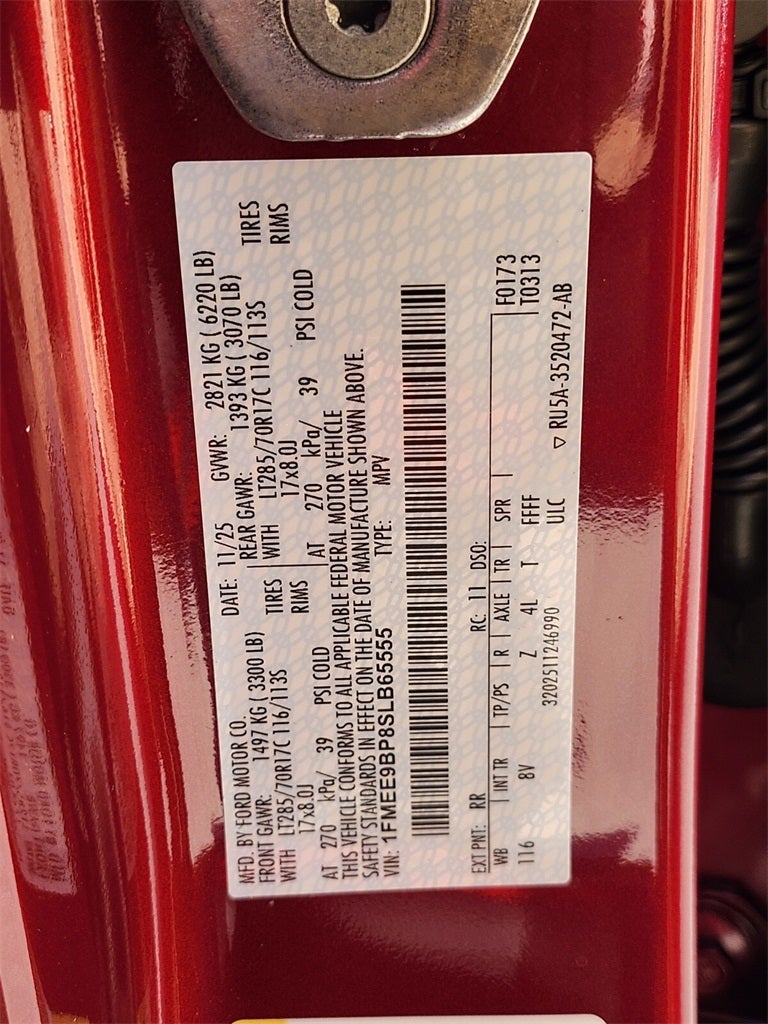 MFD. BY FORD MOTOR CO.
DATE: 11/25 GVWR: 2821 KG ( 6220 LB)
FRONT GAWR: 1497 KG ( 3300 LB) REAR GAWR: 1393 KG ( 3070 LB)
WITH LT285/70R17C 116/113S TIRES WITH LT285/70R17C 116/113S TIRES
17x8.0J RIMS 17x8.0J RIMS
AT 270 kPa/ 39 PSI COLD AT 270 kPa/ 39 PSI COLD
THIS VEHICLE CONFORMS TO ALL APPLICABLE FEDERAL MOTOR VEHICLE
SAFETY STANDARDS IN EFFECT ON THE DATE OF MANUFACTURE SHOWN ABOVE.
VIN: 1FMEE9BP8SLB65555 TYPE: MPV
EXT PNT: RR RC: 11 DSO: F0173
WB INT TR TP/PS R AXLE TR SPR T0313
116 8V Z 4L T FFFF
3202511246990 ULC ▽ RU5A-3520472-AB